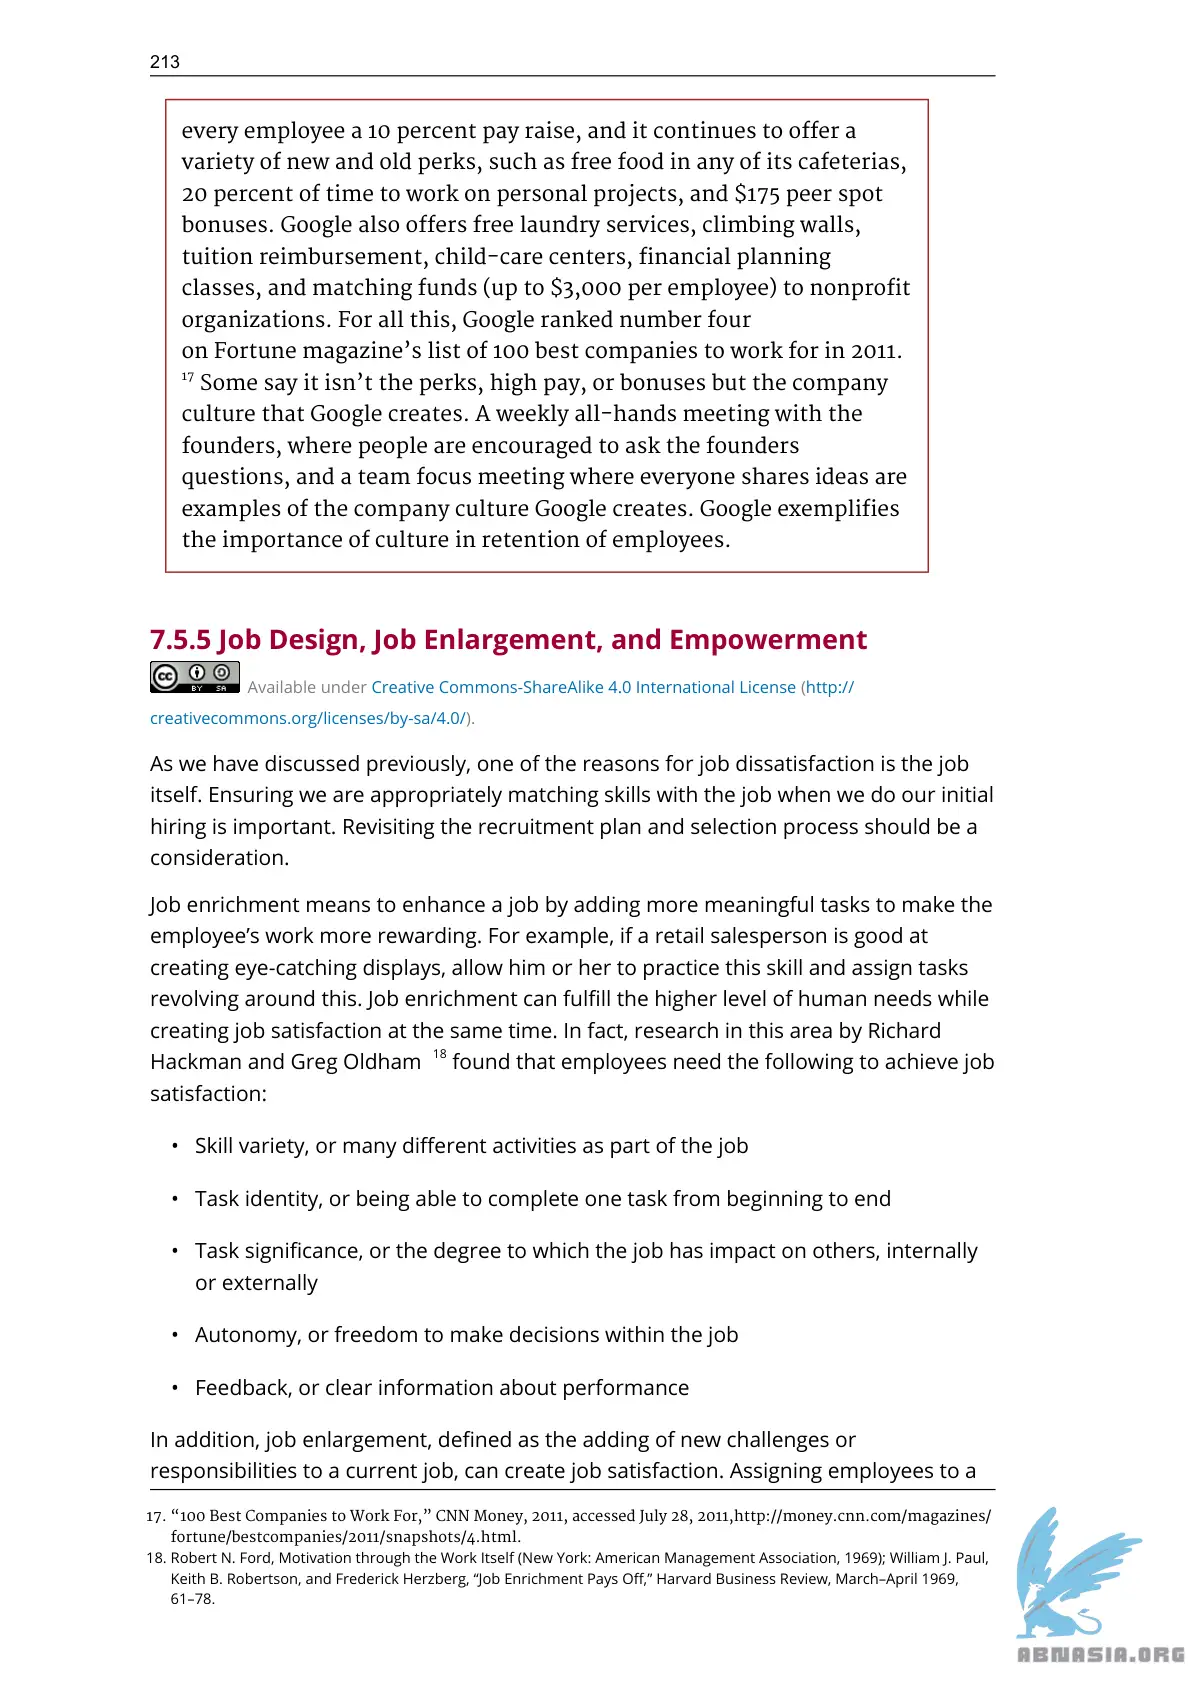 213
every employee a 10 percent pay raise, and it continues to offer a
variety of new and old perks, such as free food in any of its cafeterias,
20 percent of time to work on personal projects, and $175 peer spot
bonuses. Google also offers free laundry services, climbing walls,
tuition reimbursement, child-care centers, financial planning
classes, and matching funds (up to $3,000 per employee) to nonprofit
organizations. For all this, Google ranked number four
on Fortune magazine’s list of 100 best companies to work for in 2011.
17 Some say it isn’t the perks, high pay, or bonuses but the company
culture that Google creates. A weekly all-hands meeting with the
founders, where people are encouraged to ask the founders
questions, and a team focus meeting where everyone shares ideas are
examples of the company culture Google creates. Google exemplifies
the importance of culture in retention of employees.
7.5.5 Job Design, Job Enlargement, and Empowerment
cc BY SA Available under Creative Commons-ShareAlike 4.0 International License (http://
creativecommons.org/licenses/by-sa/4.0/).
As we have discussed previously, one of the reasons for job dissatisfaction is the job
itself. Ensuring we are appropriately matching skills with the job when we do our initial
hiring is important. Revisiting the recruitment plan and selection process should be a
consideration.
Job enrichment means to enhance a job by adding more meaningful tasks to make the
employee’s work more rewarding. For example, if a retail salesperson is good at
creating eye-catching displays, allow him or her to practice this skill and assign tasks
revolving around this. Job enrichment can fulfill the higher level of human needs while
creating job satisfaction at the same time. In fact, research in this area by Richard
Hackman and Greg Oldham 18 found that employees need the following to achieve job
satisfaction:
• Skill variety, or many different activities as part of the job
• Task identity, or being able to complete one task from beginning to end
• Task significance, or the degree to which the job has impact on others, internally
or externally
• Autonomy, or freedom to make decisions within the job
• Feedback, or clear information about performance
In addition, job enlargement, defined as the adding of new challenges or
responsibilities to a current job, can create job satisfaction. Assigning employees to a
17. “100 Best Companies to Work For,” CNN Money, 2011, accessed July 28, 2011,http://money.cnn.com/magazines/
fortune/bestcompanies/2011/snapshots/4.html.
18. Robert N. Ford, Motivation through the Work Itself (New York: American Management Association, 1969); William J. Paul,
Keith B. Robertson, and Frederick Herzberg, “Job Enrichment Pays Off,” Harvard Business Review, March–April 1969,
61–78.
ABNASIA.ORG